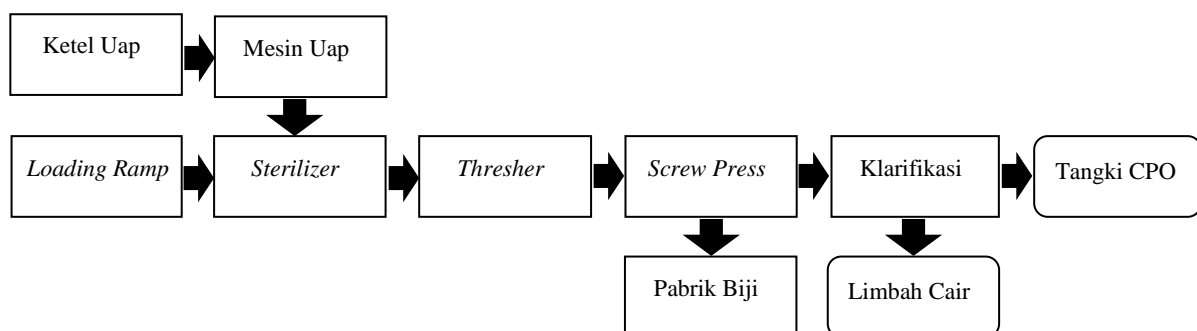 Ketel Uap
Mesin Uap
Loading Ramp
Sterilizer
Thresher
Screw Press
Klarifikasi
Tangki CPO
Pabrik Biji
Limbah Cair